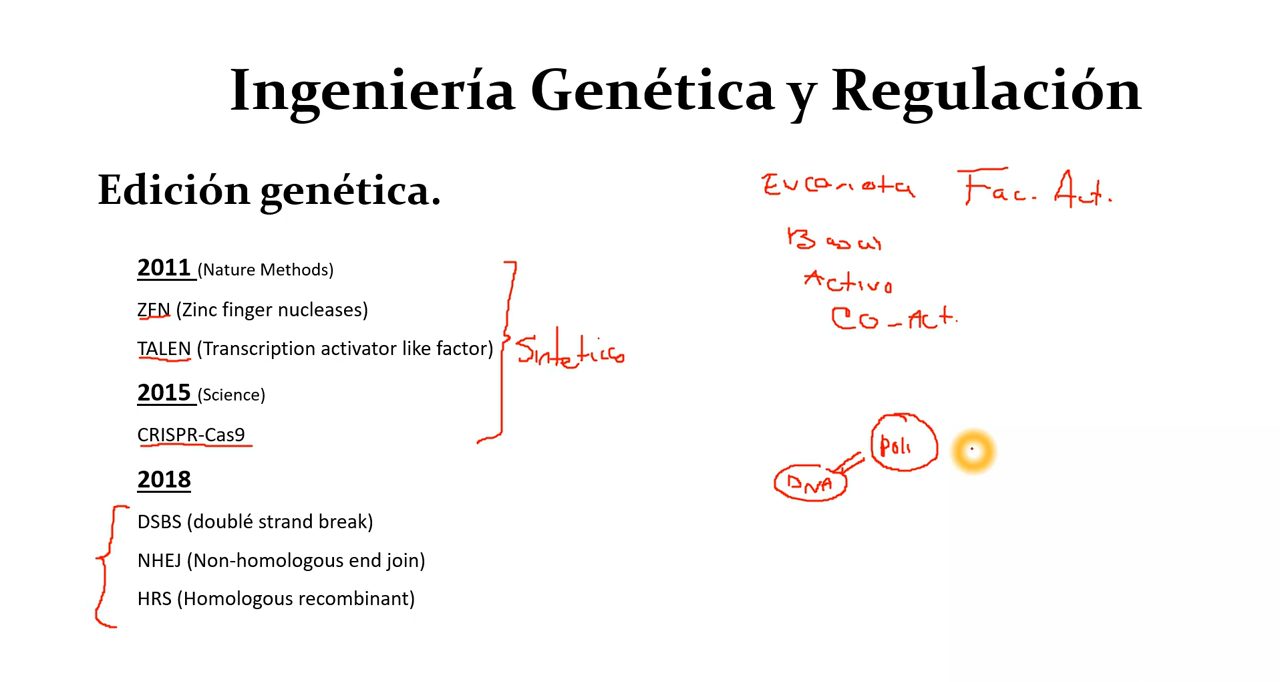 Ingeniería Genética y Regulación
Edición genética.
2011 (Nature Methods)
ZFN (Zinc finger nucleases)
TALEN (Transcription activator like factor)
2015 (Science)
CRISPR-Cas9
2018
DSBS (doublé strand break)
NHEJ (Non-homologous end join)
HRS (Homologous recombinant)
Sintetico
Eucariota Fac. Act.
Activo
CO-Act.
Poli
DNA